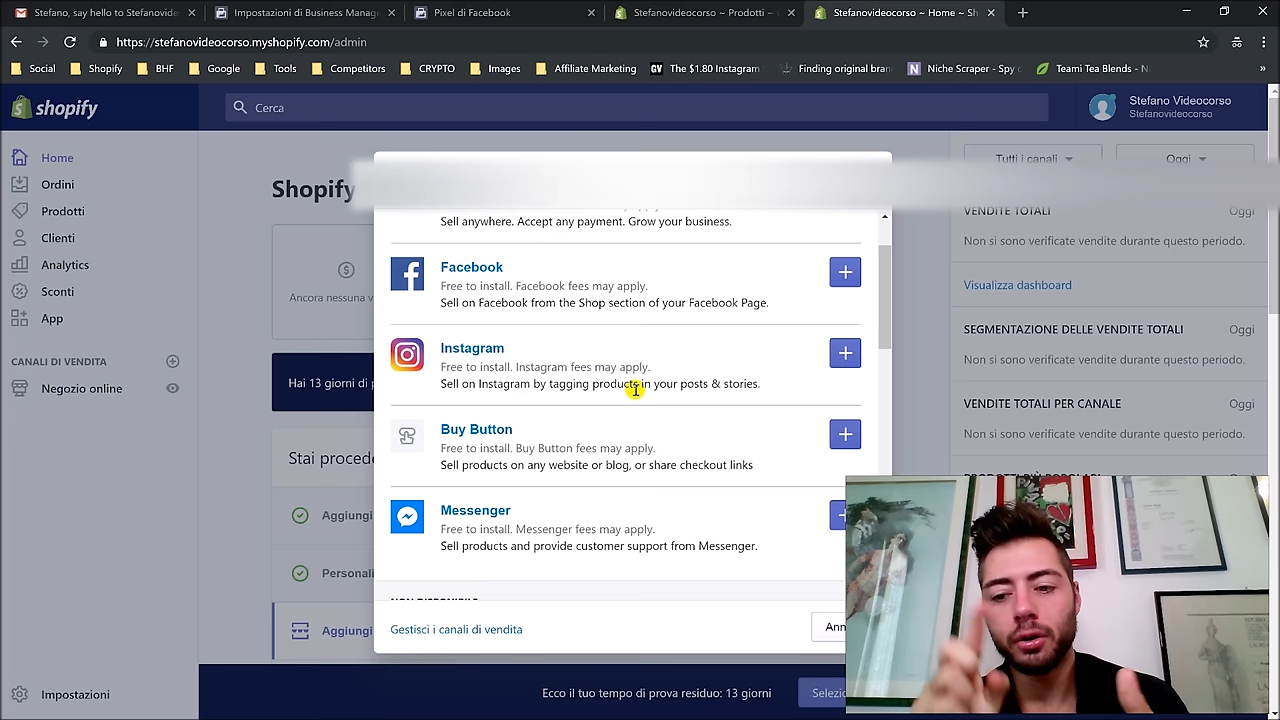 Stefano, say hello to Stefanovide
Impostazioni di Business Manag
Pixel di Facebook
Stefanovideocorso ~ Prodotti ~
Stefanovideocorso ~ Home ~ Sh
https://stefanovideocorso.myshopify.com/admin
Social
Shopify
BHF
Google
Tools
Competitors
CRYPTO
Images
Affiliate Marketing
GV
The $1.80 Instagram
Finding original bran
Niche Scraper - Spy
Teami Tea Blends - N
shopify
Cerca
Stefano Videocorso
Stefanovideocorso
Home
Ordini
Prodotti
Clienti
Analytics
Sconti
App
CANALI DI VENDITA
Negozio online
Impostazioni
Shopify
Ancora nessuna v
Hai 13 giorni di p
Stai procede
Aggiungi
Personali
Aggiungi
Sell anywhere. Accept any payment. Grow your business.
Facebook
Free to install. Facebook fees may apply.
Sell on Facebook from the Shop section of your Facebook Page.
Instagram
Free to install. Instagram fees may apply.
Sell on Instagram by tagging products in your posts & stories.
Buy Button
Free to install. Buy Button fees may apply.
Sell products on any website or blog, or share checkout links
Messenger
Free to install. Messenger fees may apply.
Sell products and provide customer support from Messenger.
NON DISPONIBILE
Gestisci i canali di vendita
Ann
Tutti i canali
Oggi
VENDITE TOTALI
Oggi
Non si sono verificate vendite durante questo periodo.
Visualizza dashboard
SEGMENTAZIONE DELLE VENDITE TOTALI
Oggi
Non si sono verificate vendite durante questo periodo.
VENDITE TOTALI PER CANALE
Oggi
Non si sono verificate vendite durante questo periodo.
PRODOTTI PIÙ POPOLARI
Oggi
Ecco il tuo tempo di prova residuo: 13 giorni
Selezio